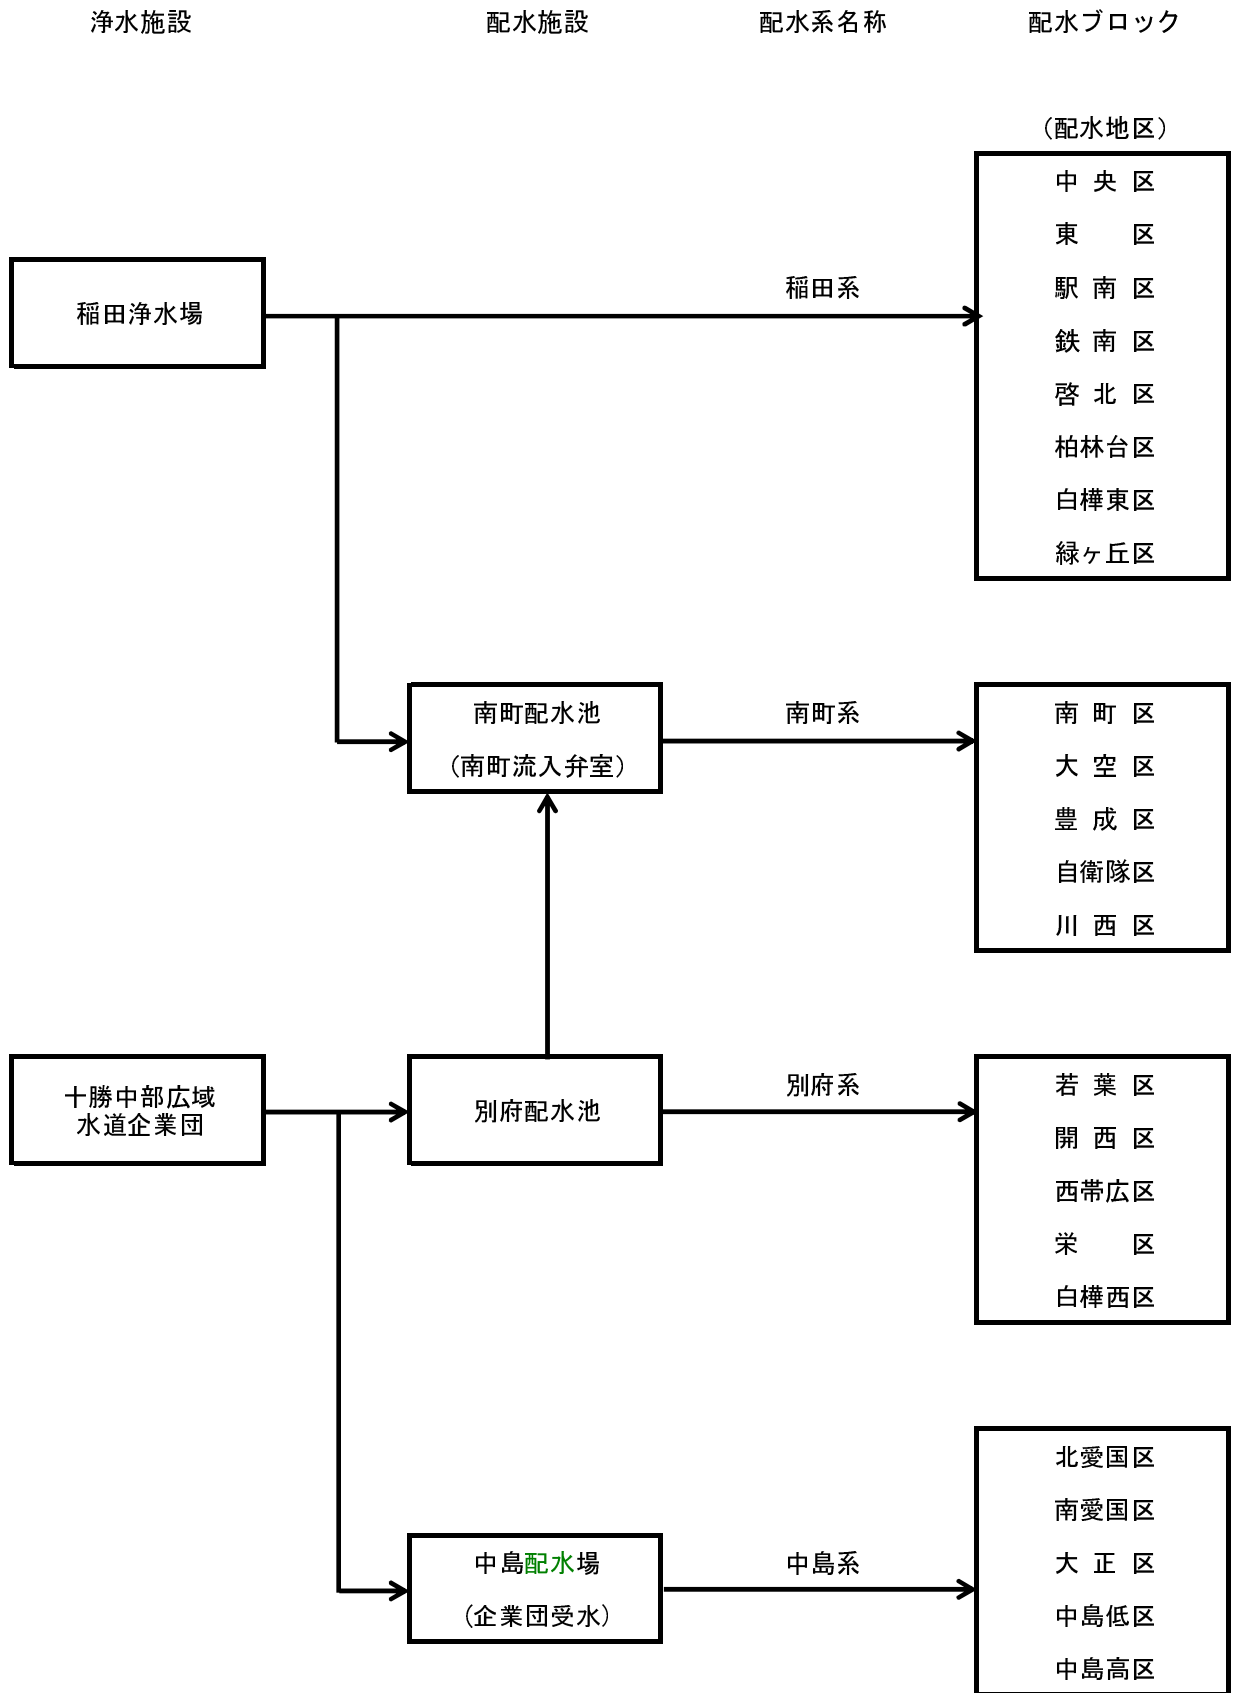 浄水施設
配水施設
配水系名称
配水ブロック
（配水地区）
稲田浄水場
稲田系
中央区
東区
駅南区
鉄南区
啓北区
柏林台区
白樺東区
緑ヶ丘区
南町配水池
（南町流入弁室）
南町系
南町区
大空区
豊成区
自衛隊区
川西区
十勝中部広域
水道企業団
別府配水池
別府系
若葉区
開西区
西帯広区
栄区
白樺西区
中島配水場
（企業団受水）
中島系
北愛国区
南愛国区
大正区
中島低区
中島高区